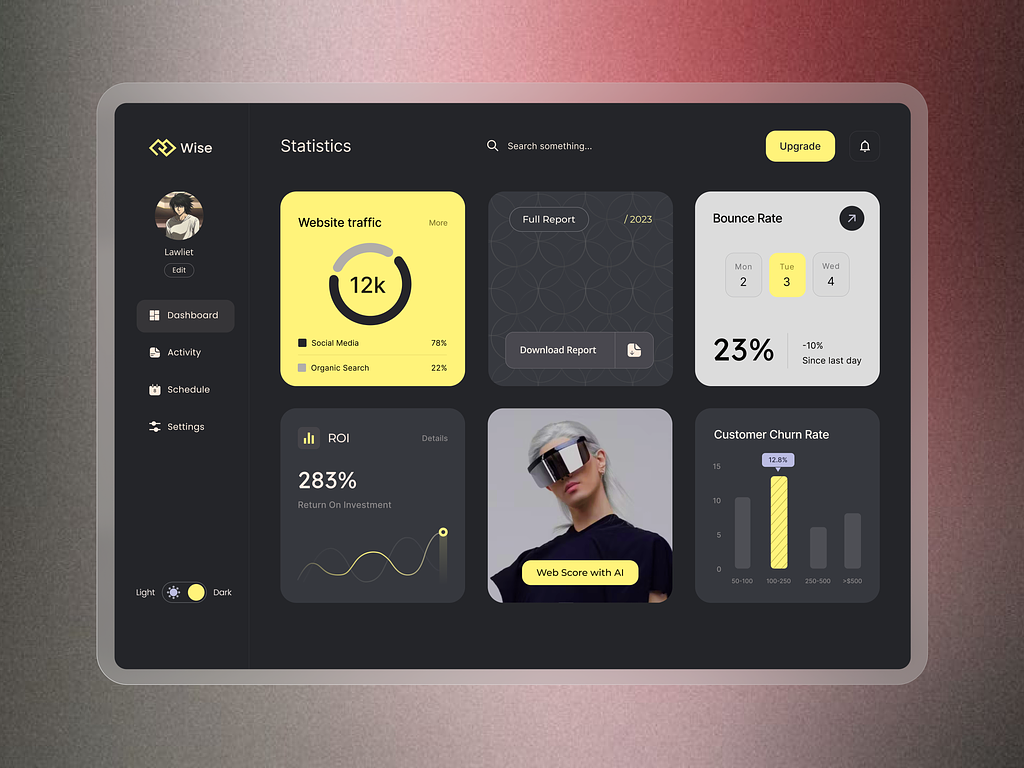 Wise
Lawliet
Edit
Dashboard
Activity
Schedule
Settings
Light
Dark
Statistics
Search something...
Upgrade
Website traffic
More
12k
Social Media 78%
Organic Search 22%
Full Report
/ 2023
Download Report
Bounce Rate
Mon Tue Wed
2 3 4
23%
-10%
Since last day
ROI
Details
283%
Return On Investment
Web Score with AI
Customer Churn Rate
12.8%
15
10
5
0
50-100 100-250 250-500 >$500